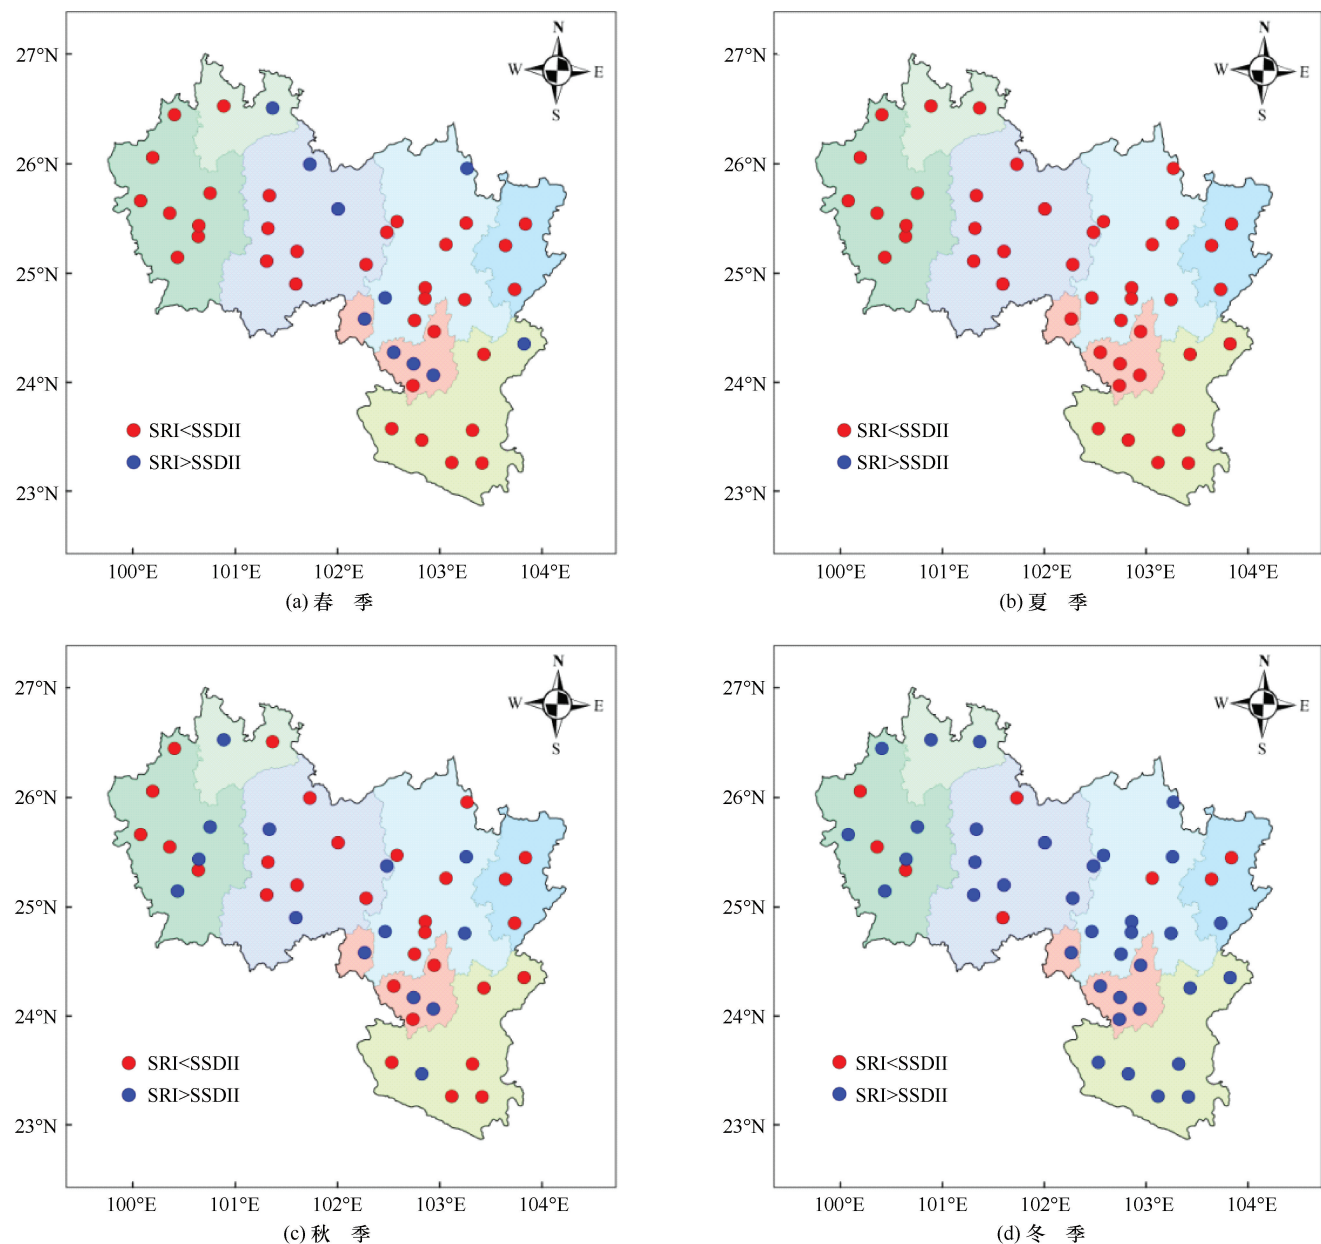 N
27°N
W E
S
26°N
25°N
24°N
SRI<SSDII
SRI>SSDII
23°N
100°E 101°E 102°E 103°E 104°E
(a) 春 季
N
27°N
W E
S
26°N
25°N
24°N
SRI<SSDII
SRI>SSDII
23°N
100°E 101°E 102°E 103°E 104°E
(b) 夏 季
N
27°N
W E
S
26°N
25°N
24°N
SRI<SSDII
SRI>SSDII
23°N
100°E 101°E 102°E 103°E 104°E
(c) 秋 季
N
27°N
W E
S
26°N
25°N
24°N
SRI<SSDII
SRI>SSDII
23°N
100°E 101°E 102°E 103°E 104°E
(d) 冬 季